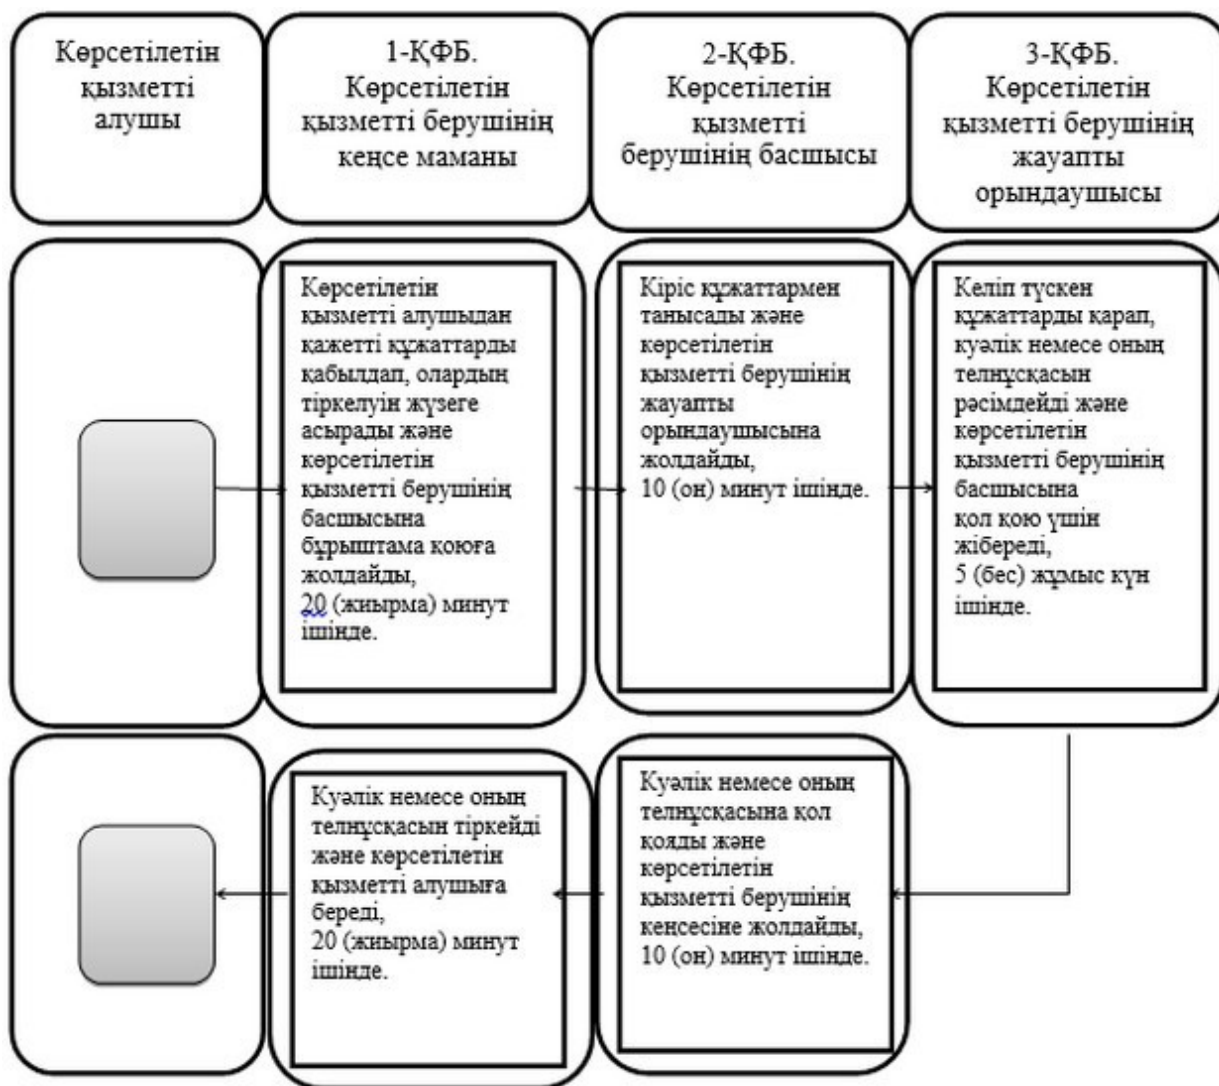 Көрсетілетін
қызметті
алушы
1-ҚФБ.
Көрсетілетін
қызметті берушінің
кеңсе маманы
2-ҚФБ.
Көрсетілетін
қызметті
берушінің басшысы
3-ҚФБ.
Көрсетілетін
қызметті берушінің
жауапты
орындаушысы
Көрсетілетін
қызметті алушыдан
қажетті құжаттарды
қабылдап, олардың
тіркелуін жүзеге
асырады және
көрсетілетін
қызметті берушінің
басшысына
бұрыштама қоюға
жолдайды,
20 (жиырма) минут
ішінде.
Кіріс құжаттармен
танысады және
көрсетілетін
қызметті берушінің
жауапты
орындаушысына
жолдайды,
10 (он) минут ішінде.
Келіп түскен
құжаттарды қарап,
куәлік немесе оның
телнұсқасын
рәсімдейді және
көрсетілетін
қызметті берушінің
басшысына
қол қою үшін
жібереді,
5 (бес) жұмыс күн
ішінде.
Куәлік немесе оның
телнұсқасын тіркейді
және көрсетілетін
қызметті алушыға
береді,
20 (жиырма) минут
ішінде.
Куәлік немесе оның
телнұсқасына қол
қояды және
көрсетілетін
қызметті берушінің
кеңсесіне жолдайды,
10 (он) минут ішінде.